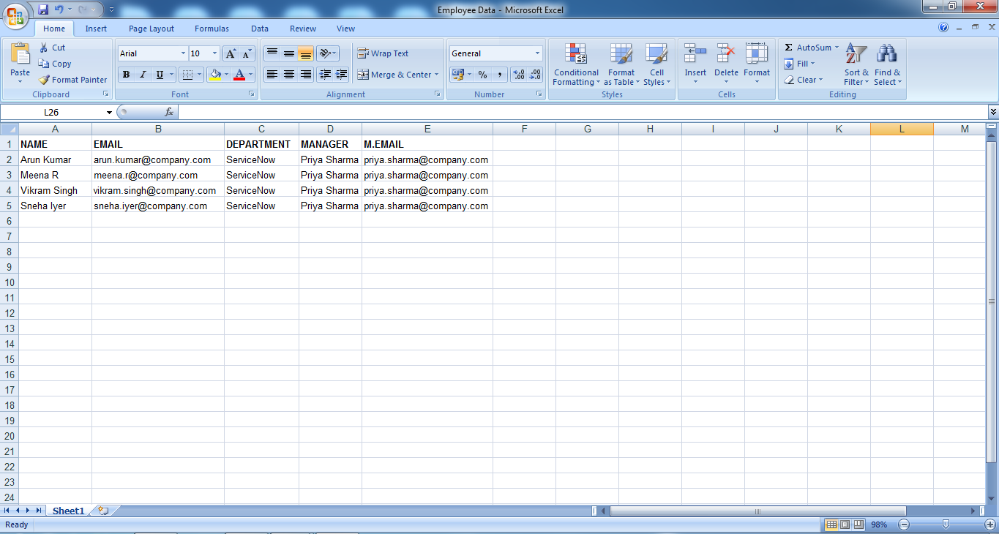 Employee Data - Microsoft Excel
Home Insert Page Layout Formulas Data Review View
Paste
Cut
Copy
Format Painter
Clipboard
Arial 10
B I U A
Font
Wrap Text
Merge & Center
Alignment
General
% ,
Number
Conditional Formatting
Format as Table
Cell Styles
Styles
Insert Delete Format
Cells
Σ AutoSum
Fill
Clear
Sort & Filter
Find & Select
Editing
L26 fx
A B C D E F G H I J K L M
1 NAME EMAIL DEPARTMENT MANAGER M.EMAIL
2 Arun Kumar arun.kumar@company.com ServiceNow Priya Sharma priya.sharma@company.com
3 Meena R meena.r@company.com ServiceNow Priya Sharma priya.sharma@company.com
4 Vikram Singh vikram.singh@company.com ServiceNow Priya Sharma priya.sharma@company.com
5 Sneha Iyer sneha.iyer@company.com ServiceNow Priya Sharma priya.sharma@company.com
6
7
8
9
10
11
12
13
14
15
16
17
18
19
20
21
22
23
24
Sheet1
Ready 98%